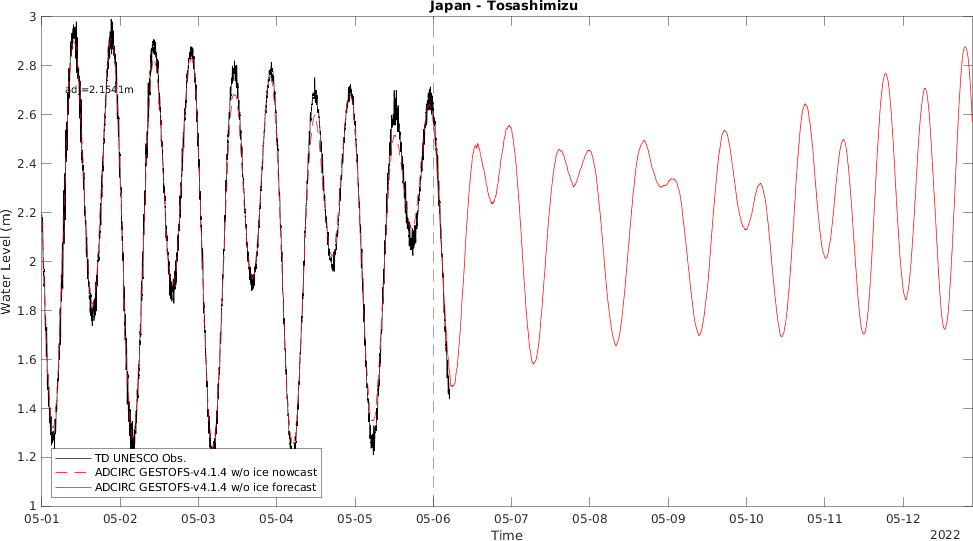 Japan - Tosashimizu
3
2.8
2.6
2.4
2.2
2
1.8
1.6
1.4
1.2
1
Water Level (m)
adj=2.1541m
TD UNESCO Obs.
ADCIRC GESTOFS-v4.1.4 w/o ice nowcast
ADCIRC GESTOFS-v4.1.4 w/o ice forecast
05-01 05-02 05-03 05-04 05-05 05-06 05-07 05-08 05-09 05-10 05-11 05-12
Time
2022